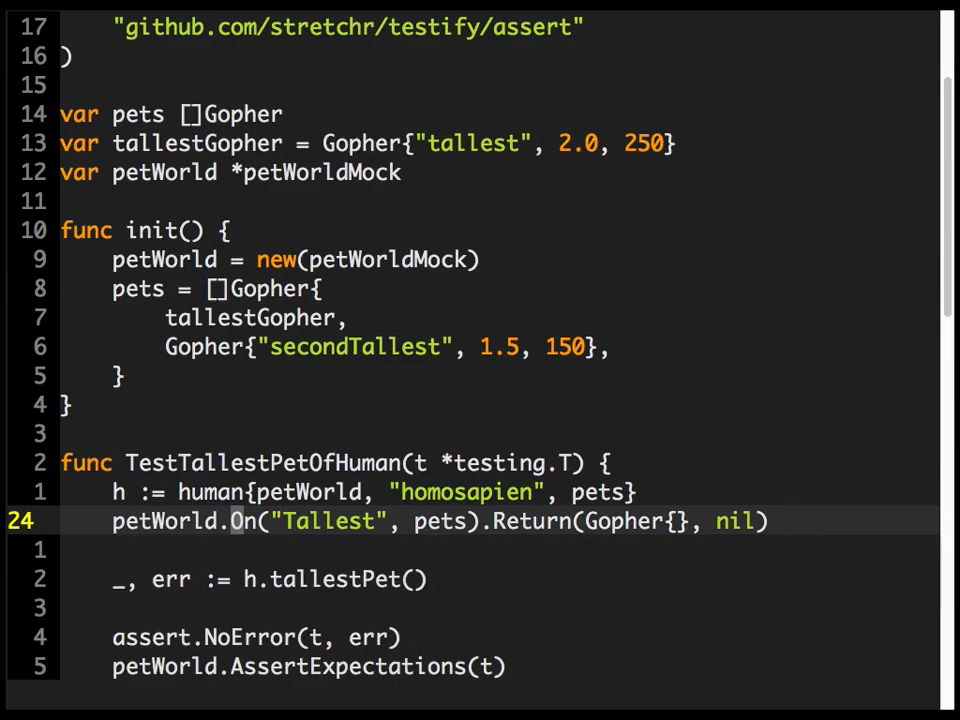 17 "github.com/stretchr/testify/assert"
16 )
15
14 var pets []Gopher
13 var tallestGopher = Gopher{"tallest", 2.0, 250}
12 var petWorld *petWorldMock
11
10 func init() {
9 petWorld = new(petWorldMock)
8 pets = []Gopher{
7 tallestGopher,
6 Gopher{"secondTallest", 1.5, 150},
5 }
4 }
3
2 func TestTallestPetOfHuman(t *testing.T) {
1 h := human{petWorld, "homosapien", pets}
24 petWorld.On("Tallest", pets).Return(Gopher{}, nil)
1
2 _, err := h.tallestPet()
3
4 assert.NoError(t, err)
5 petWorld.AssertExpectations(t)